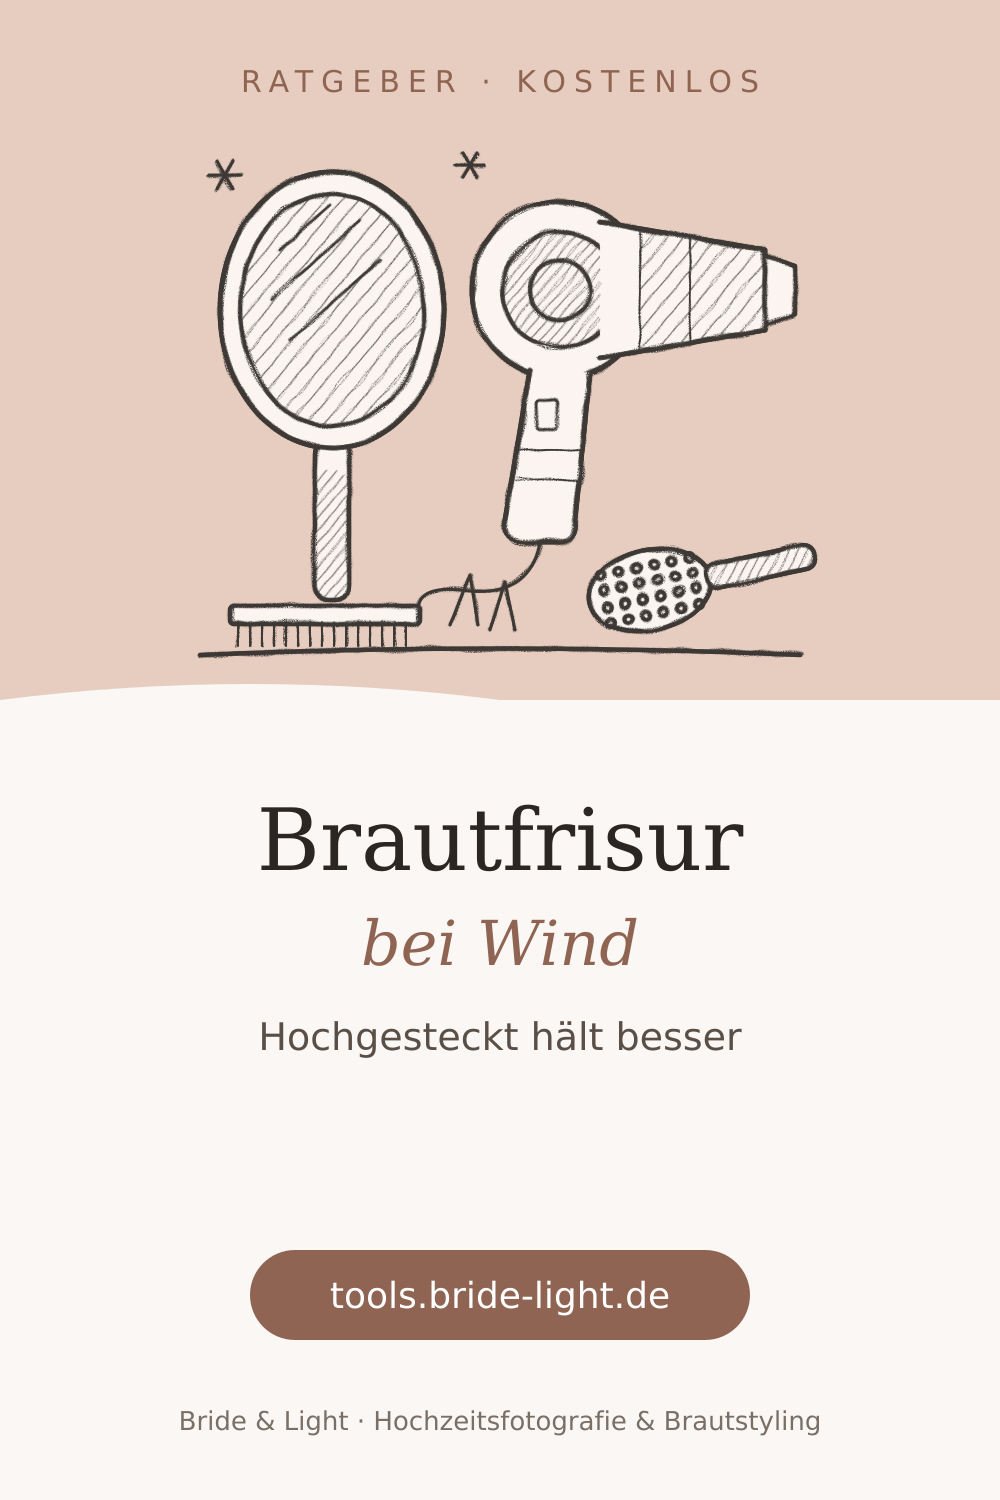 RATGEBER · KOSTENLOS
Brautfrisur
bei Wind
Hochgesteckt hält besser
tools.bride-light.de
Bride & Light · Hochzeitsfotografie & Brautstyling